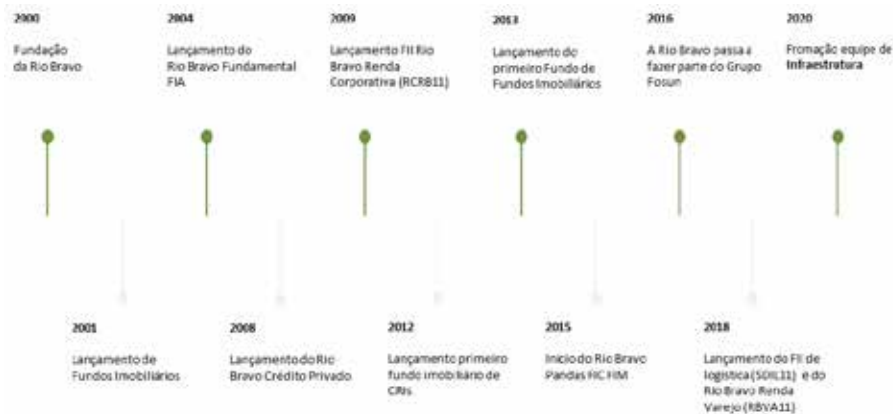 2000
Fundação
da Rio Bravo
2004
Lançamento do
Rio Bravo Fundamental
FIA
2009
Lançamento FII Rio
Bravo Renda
Corporativa (RCRB11)
2013
Lançamento do
primeiro Fundo de
Fundos Imobiliários
2016
A Rio Bravo passa a
fazer parte do Grupo
Fosun
2020
Fromação equipe de
Infraestrutura
2001
Lançamento de
Fundos Imobiliários
2008
Lançamento do Rio
Bravo Crédito Privado
2012
Lançamento primeiro
fundo imobiliário de
CRIs
2015
Início do Rio Bravo
Pandas FIC FIM
2018
Lançamento do FII de
logística (SDIL11) e do
Rio Bravo Renda
Varejo (RBVA11)